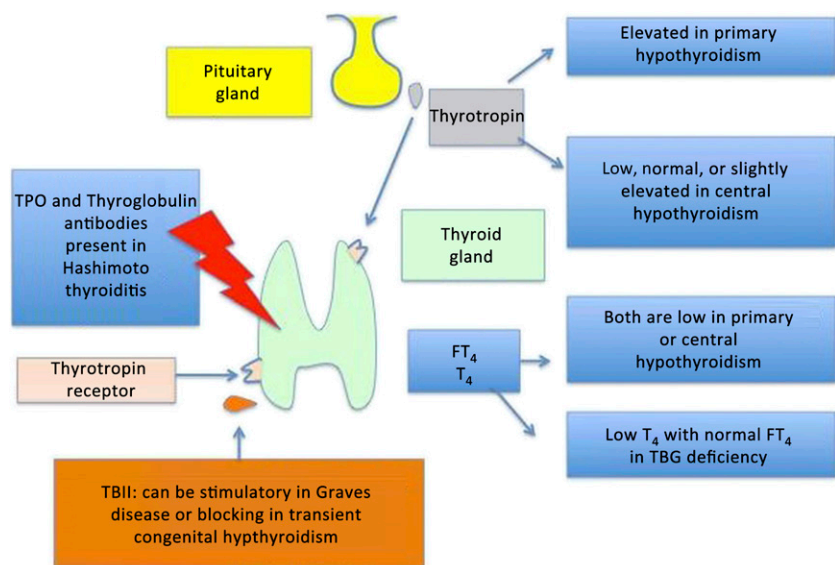 Pituitary
gland
Thyrotropin
Elevated in primary
hypothyroidism
Low, normal, or slightly
elevated in central
hypothyroidism
TPO and Thyroglobulin
antibodies
present in
Hashimoto
thyroiditis
Thyroid
gland
Thyrotropin
receptor
FT₄
T₄
Both are low in primary
or central
hypothyroidism
Low T₄ with normal FT₄
in TBG deficiency
TBII: can be stimulatory in Graves
disease or blocking in transient
congenital hypthyroidism